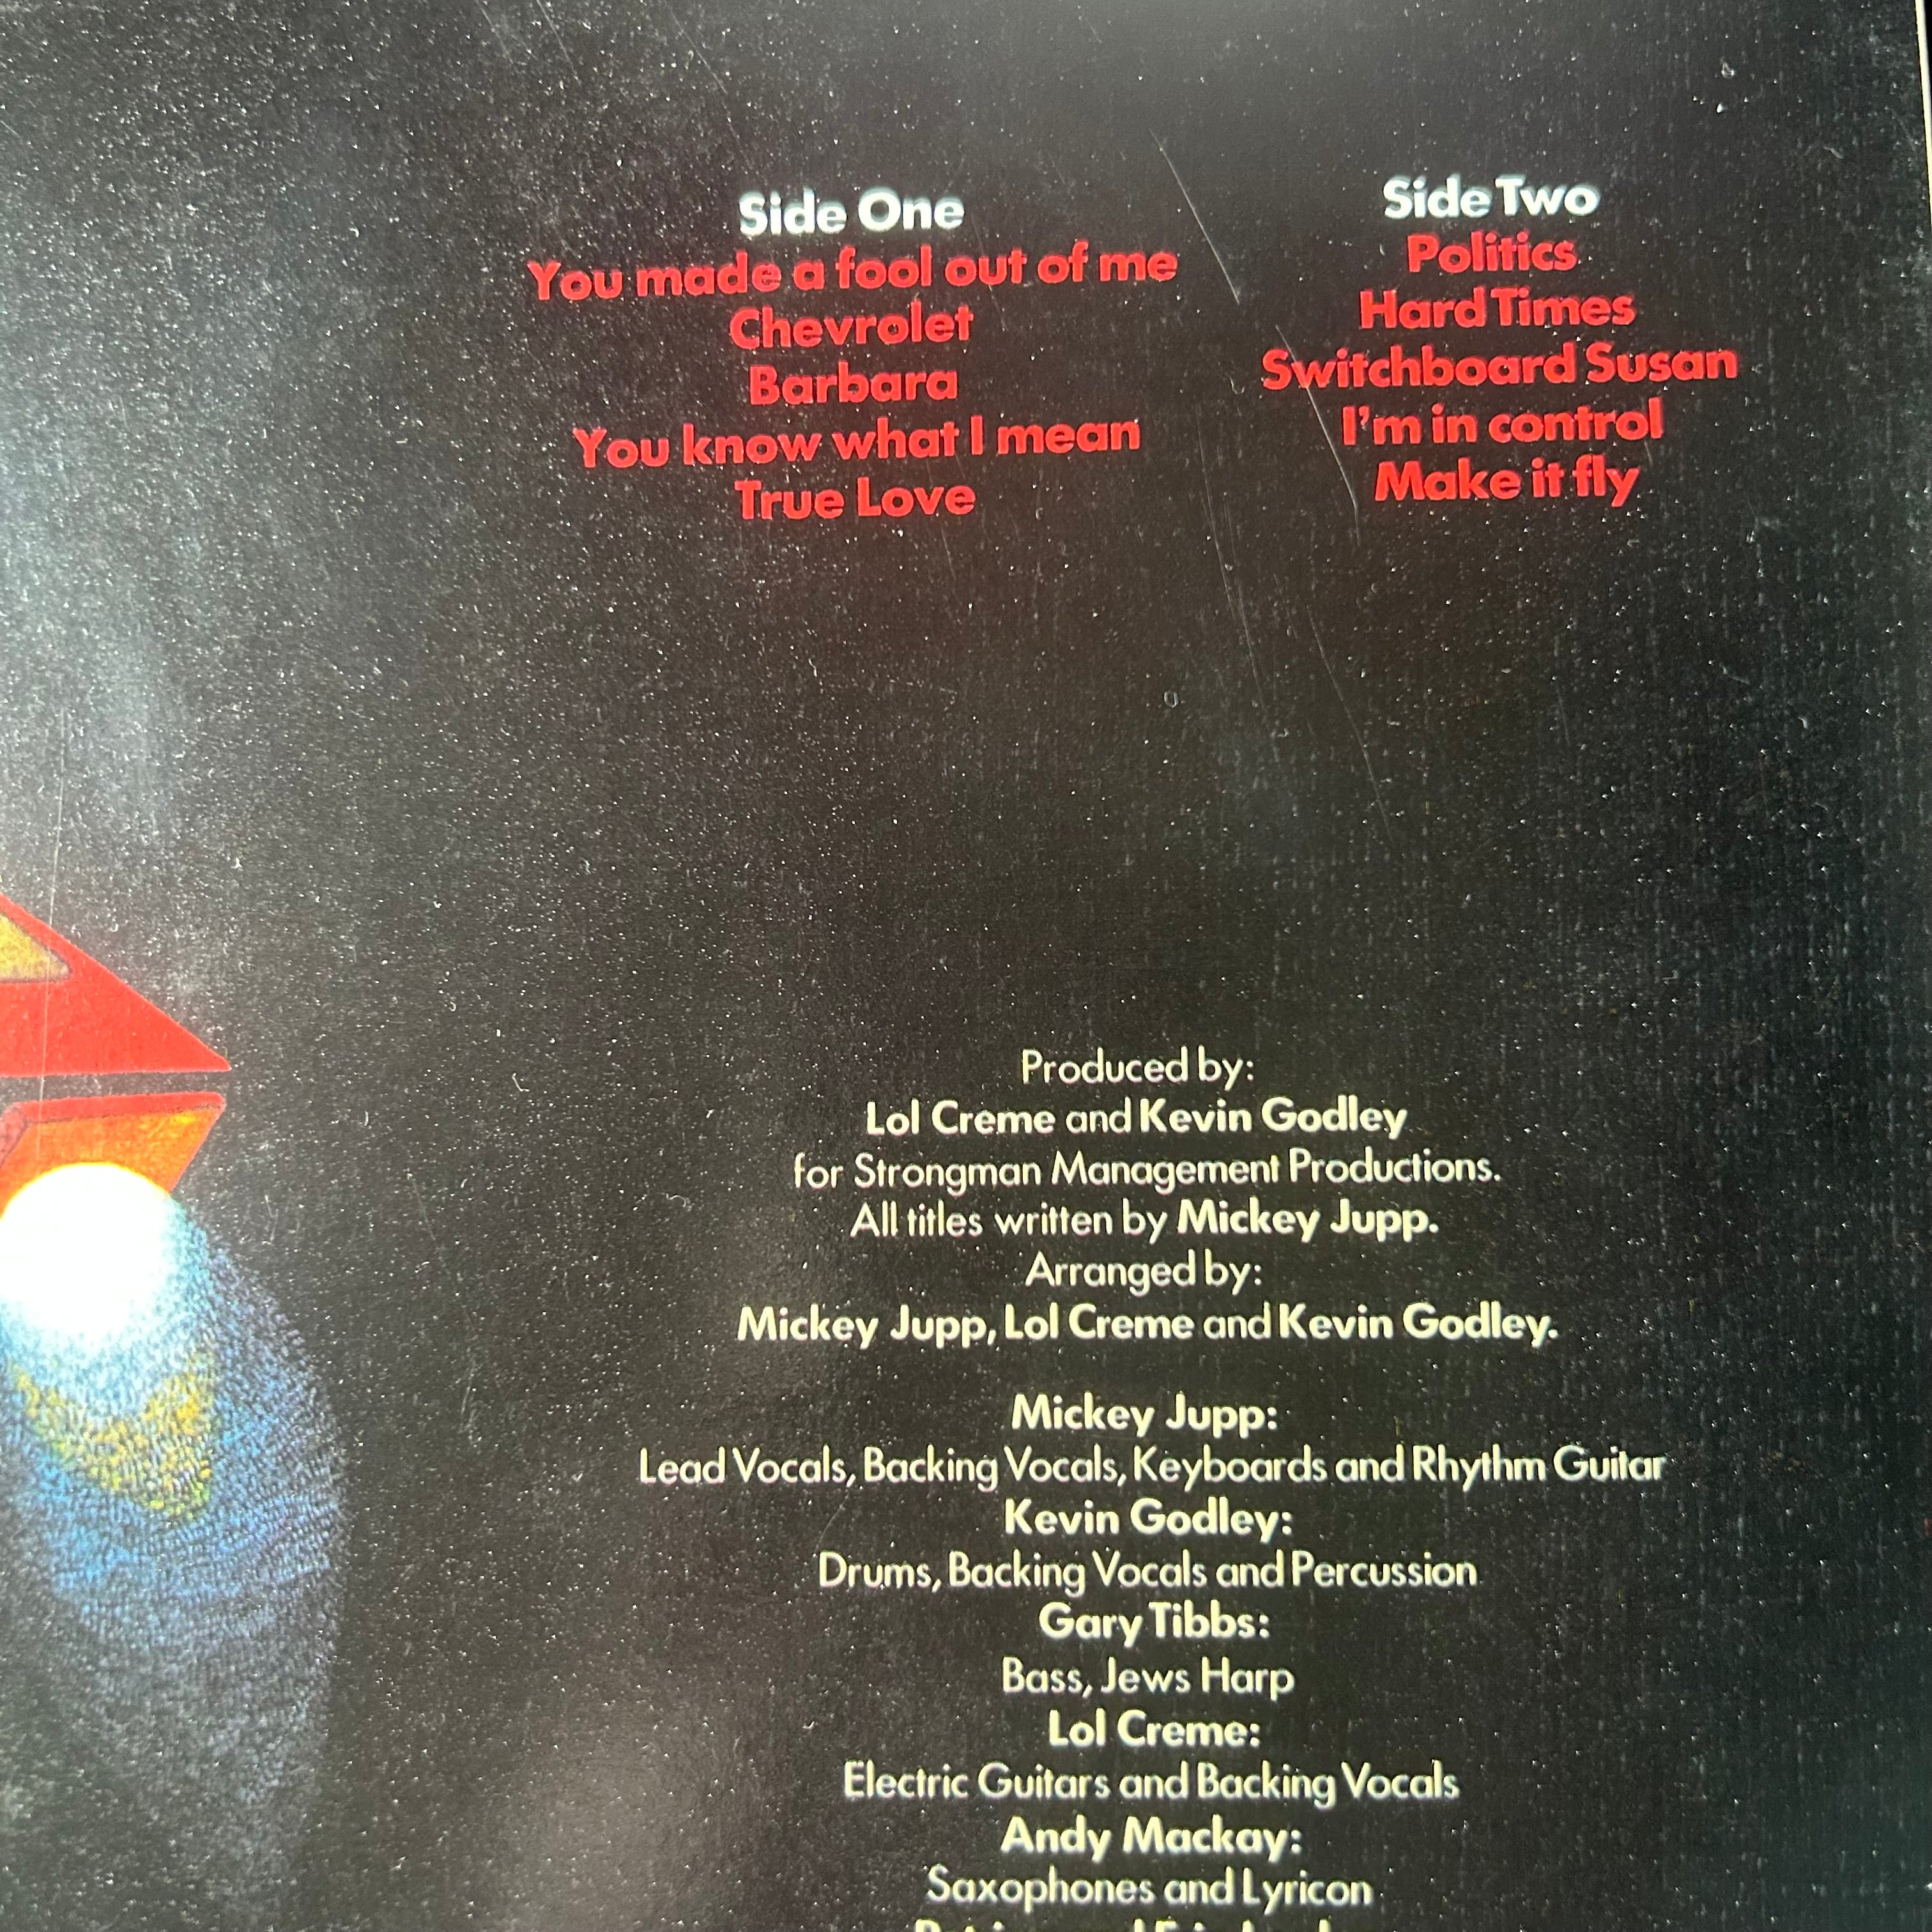 Side One
You made a fool out of me
Chevrolet
Barbara
You know what I mean
True Love
Side Two
Politics
Hard Times
Switchboard Susan
I'm in control
Make it fly
Produced by:
Lol Creme and Kevin Godley
for Strongman Management Productions.
All titles written by Mickey Jupp.
Arranged by:
Mickey Jupp, Lol Creme and Kevin Godley.
Mickey Jupp:
Lead Vocals, Backing Vocals, Keyboards and Rhythm Guitar
Kevin Godley:
Drums, Backing Vocals and Percussion
Gary Tibbs:
Bass, Jews Harp
Lol Creme:
Electric Guitars and Backing Vocals
Andy Mackay:
Saxophones and Lyricon